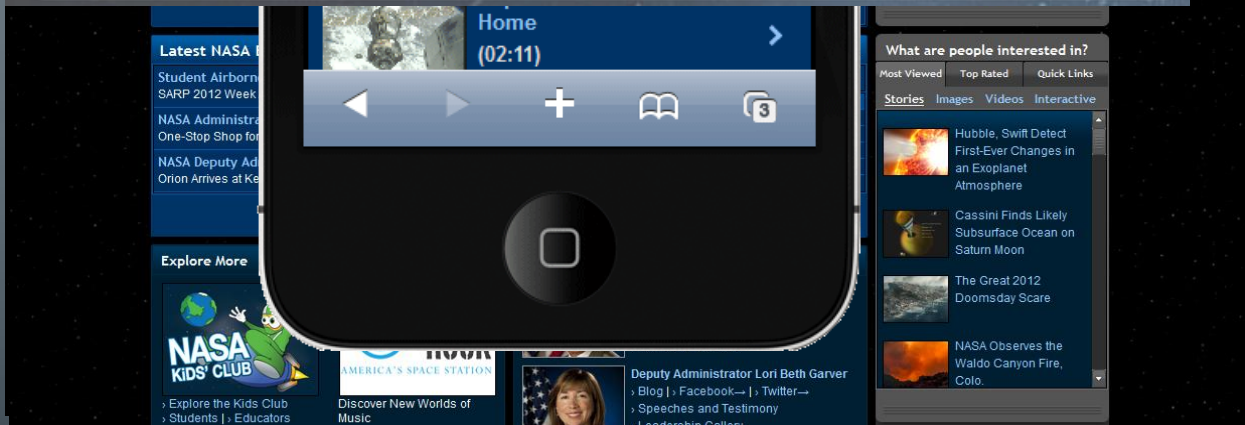 Home
(02:11)
3
Latest NASA
Student Airborn
SARP 2012 Week
NASA Administra
One-Stop Shop for
NASA Deputy Ad
Orion Arrives at Ke
Explore More
NASA
KIDS' CLUB
› Explore the Kids Club
› Students | › Educators
AMERICA'S SPACE STATION
Discover New Worlds of
Music
Deputy Administrator Lori Beth Garver
› Blog | › Facebook→ | › Twitter→
› Speeches and Testimony
› Leadership Gallery
What are people interested in?
Most Viewed Top Rated Quick Links
Stories Images Videos Interactive
Hubble, Swift Detect
First-Ever Changes in
an Exoplanet
Atmosphere
Cassini Finds Likely
Subsurface Ocean on
Saturn Moon
The Great 2012
Doomsday Scare
NASA Observes the
Waldo Canyon Fire,
Colo.